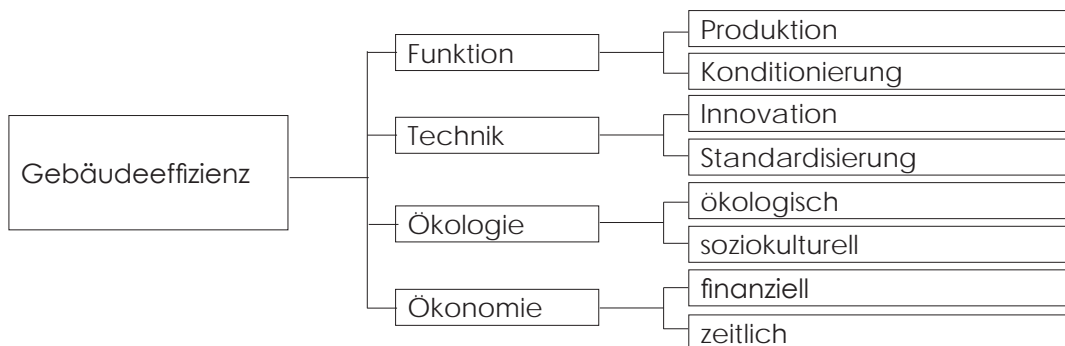 Gebäudeeffizienz
Funktion
Produktion
Konditionierung
Technik
Innovation
Standardisierung
Ökologie
ökologisch
soziokulturell
Ökonomie
finanziell
zeitlich